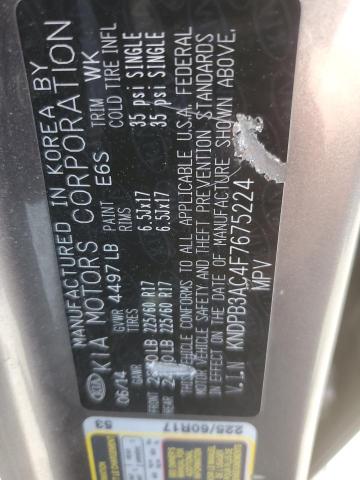 MANUFACTURED IN KOREA BY
KIA MOTORS CORPORATION
06/14 GVWR 4497LB PAINT E6S TRIM WK
GAWR TIRES RIMS COLD TIRE INFL
FRONT LB 225/60 R17 6.5JX17 35 psi SINGLE
REAR LB 225/60 R17 6.5JX17 35 psi SINGLE
THIS VEHICLE CONFORMS TO ALL APPLICABLE U.S.A. FEDERAL
MOTOR VEHICLE SAFETY AND THEFT PREVENTION STANDARDS
IN EFFECT ON THE DATE OF MANUFACTURE SHOWN ABOVE.
V.I.N KNDPB3AC4F7675224
MPV
225/60R17
53